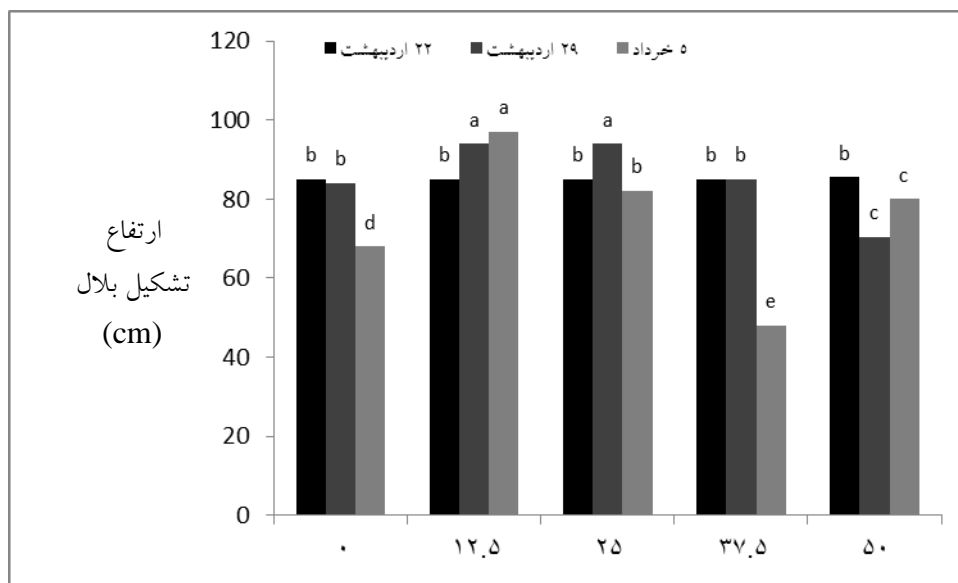 ۲۲ اردیبهشت ۲۹ اردیبهشت ۵ خرداد
120
100
80
60
40
20
0
ارتفاع
تشکیل بلال
(cm)
b b d
b a a
b a b
b b e
b c c
۰ ۱۲.۵ ۲۵ ۳۷.۵ ۵۰